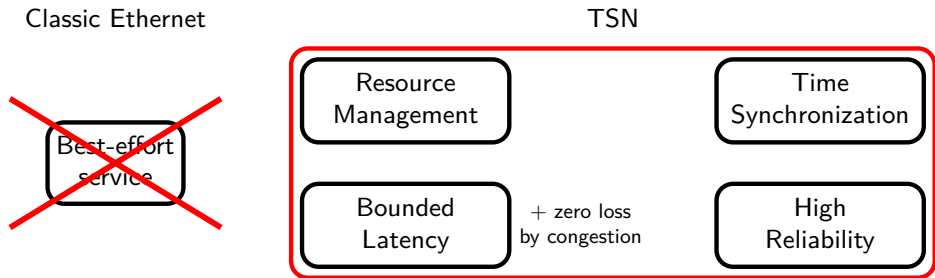 Classic Ethernet
TSN
Best-effort
service
Resource
Management
Time
Synchronization
Bounded
Latency
+ zero loss
by congestion
High
Reliability